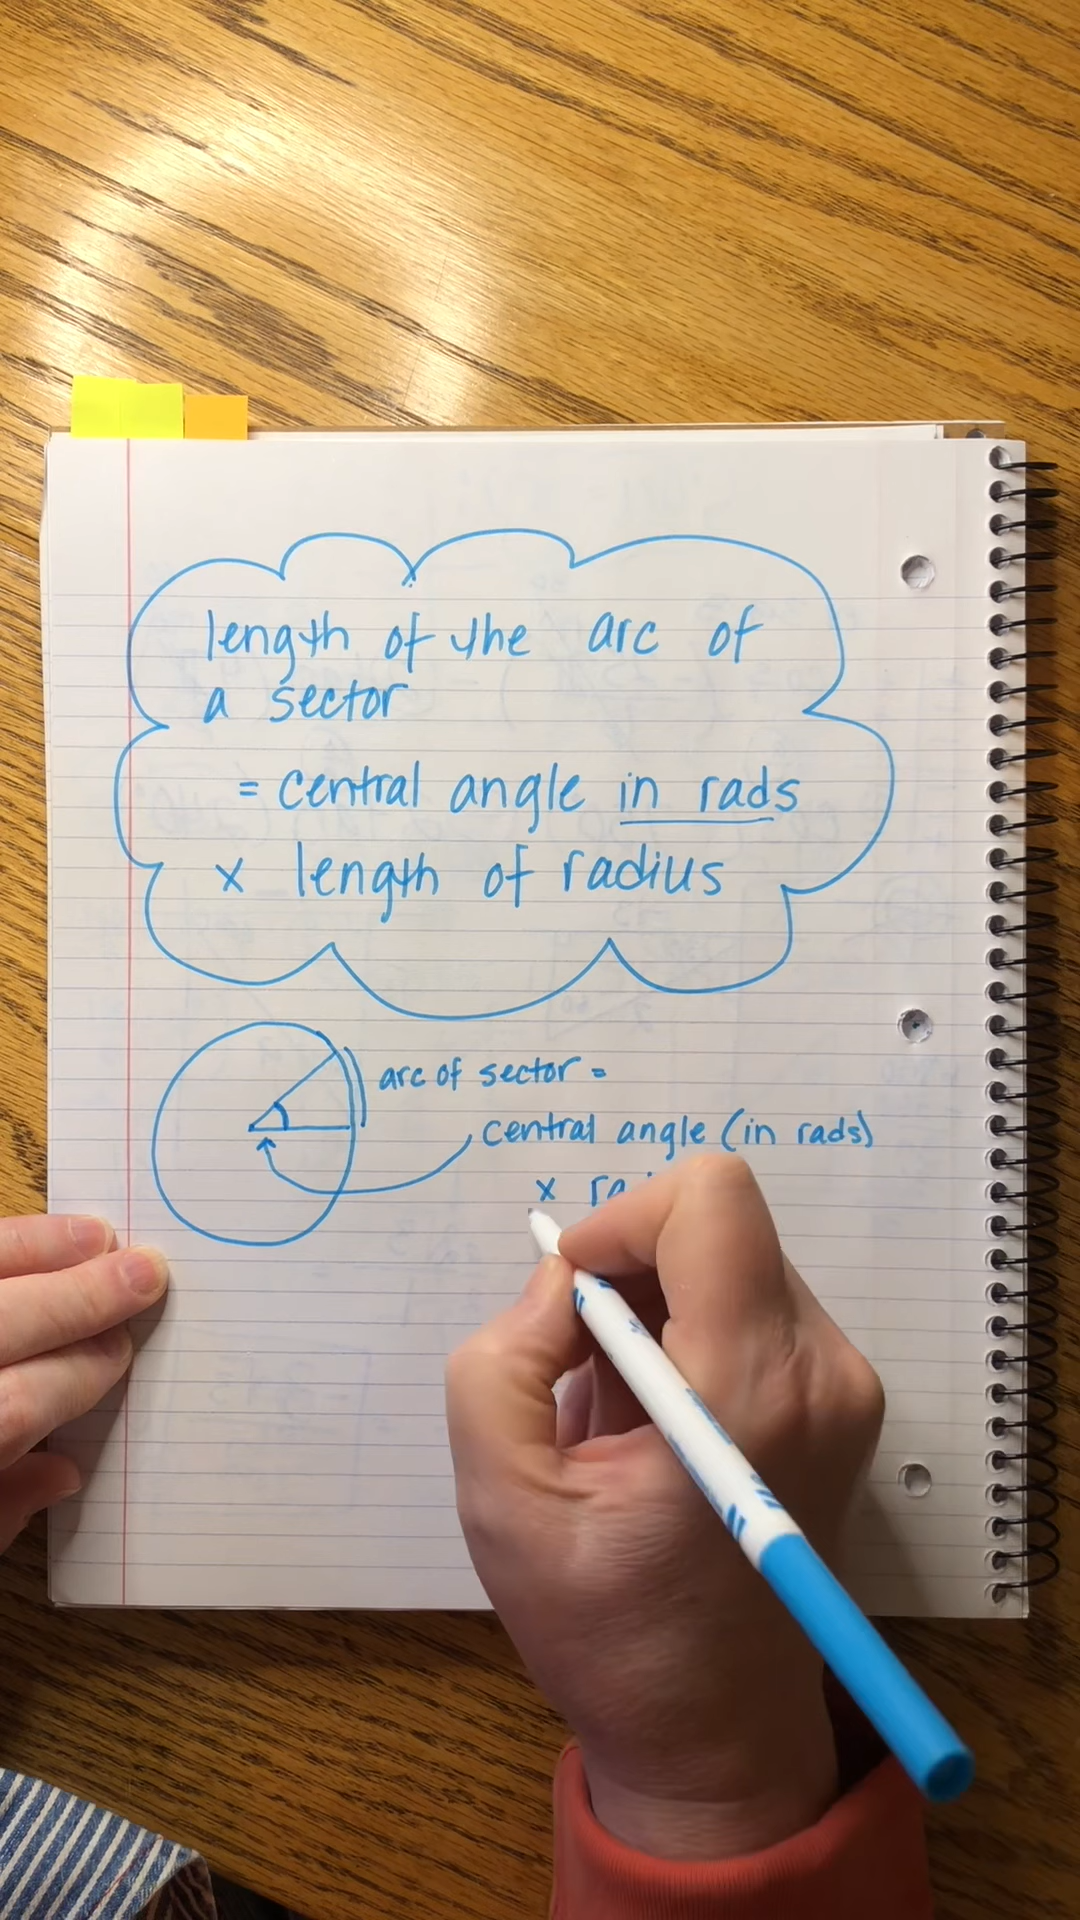 length of the arc of
a sector
= central angle in rads
x length of radius
arc of sector =
central angle (in rads)
x